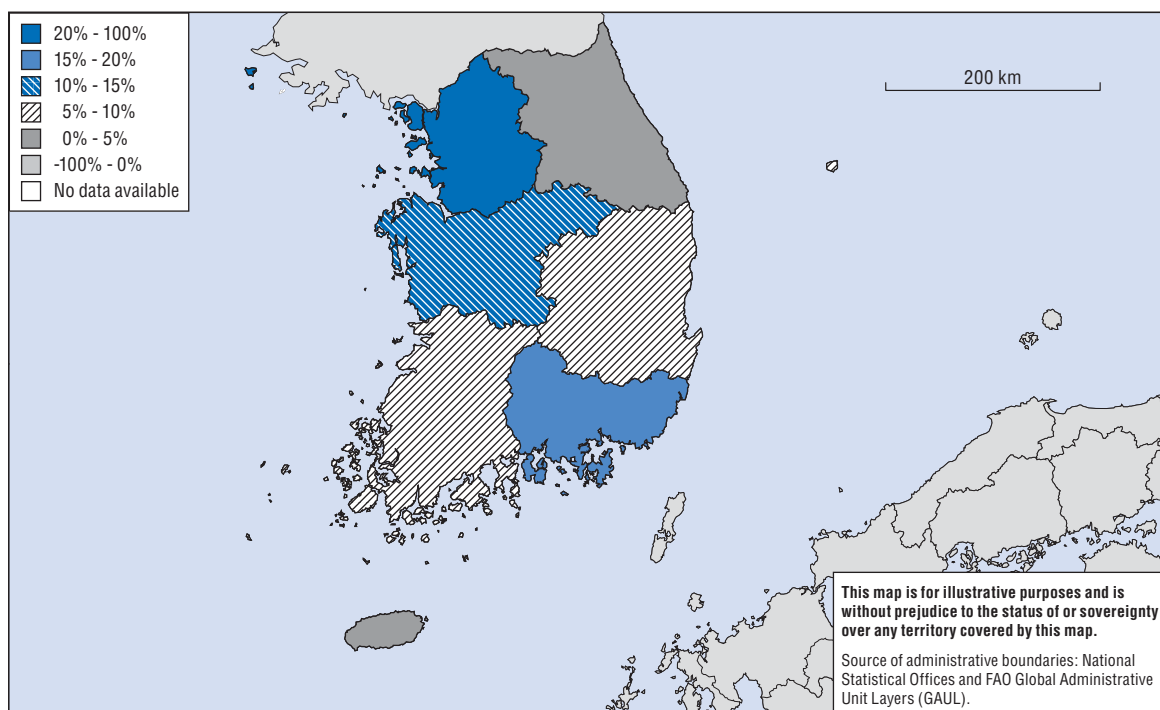 20% - 100%
15% - 20%
10% - 15%
5% - 10%
0% - 5%
-100% - 0%
No data available
200 km
This map is for illustrative purposes and is
without prejudice to the status of or sovereignty
over any territory covered by this map.
Source of administrative boundaries: National
Statistical Offices and FAO Global Administrative
Unit Layers (GAUL).